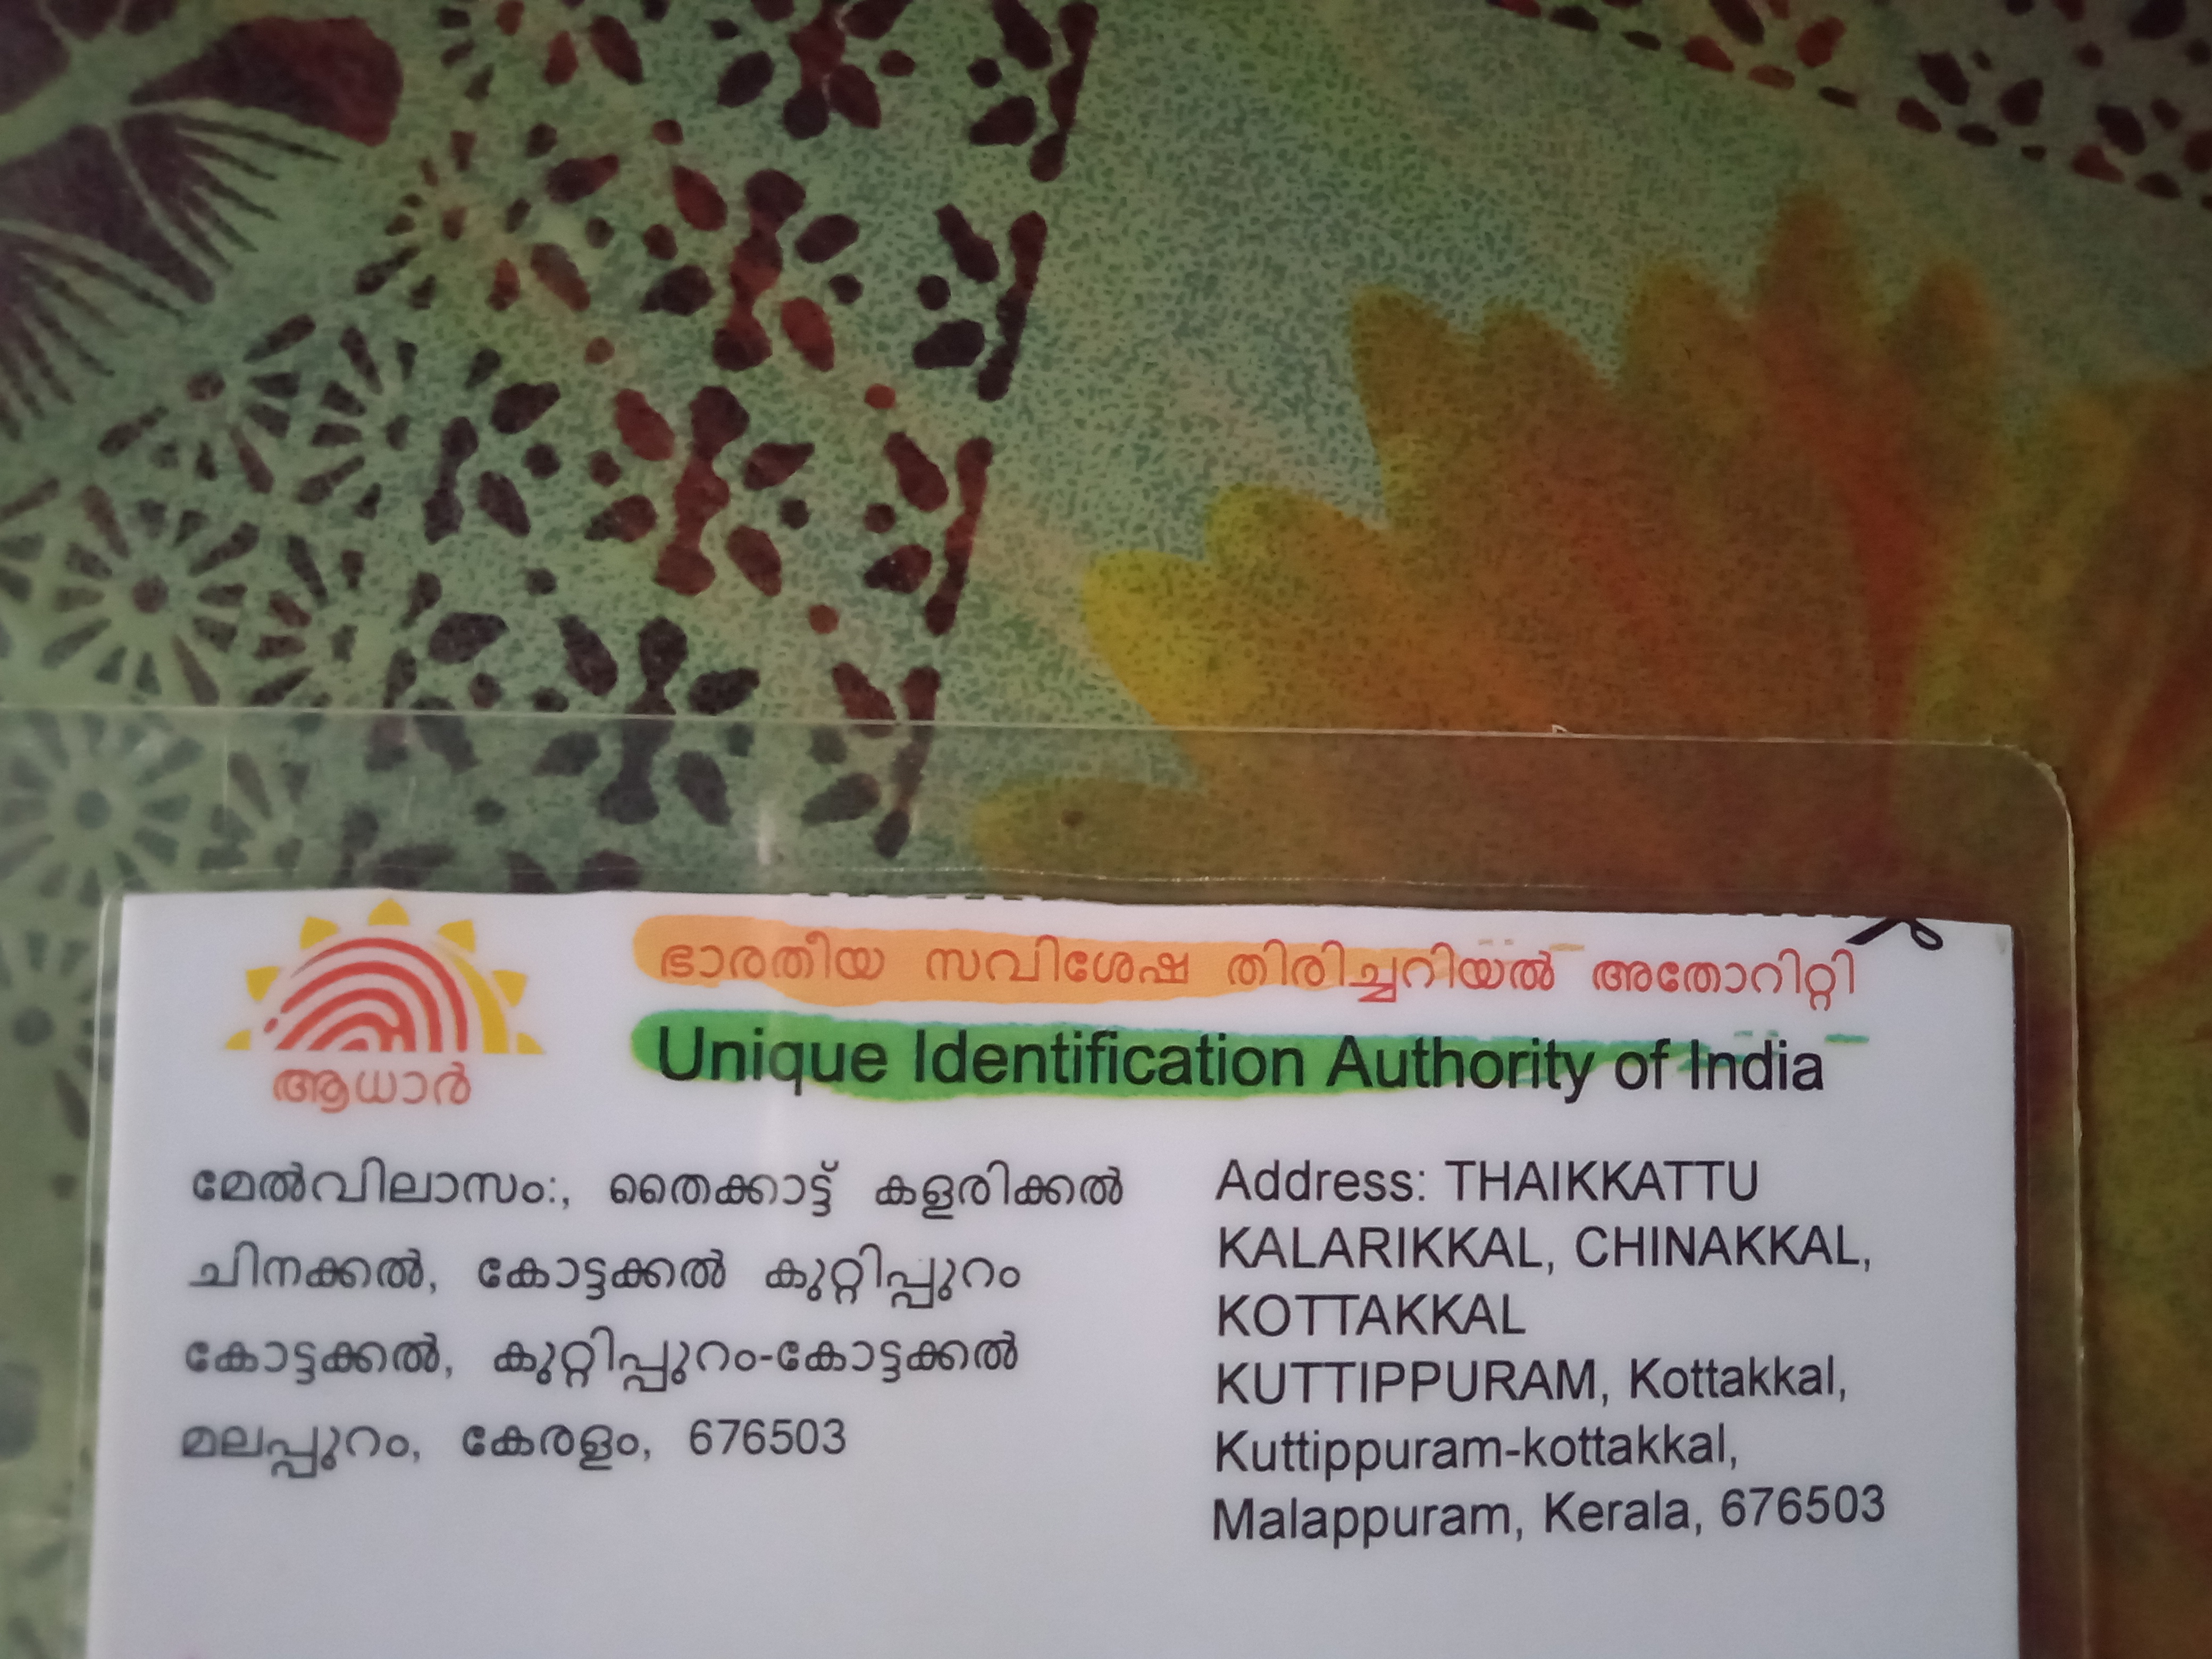 ആധാർ
ഭാരതീയ സവിശേഷ തിരിച്ചറിയൽ അതോറിറ്റി
Unique Identification Authority of India
മേൽവിലാസം:, തൈക്കാട്ട് കളരിക്കൽ
ചിനക്കൽ, കോട്ടക്കൽ കുറ്റിപ്പുറം
കോട്ടക്കൽ, കുറ്റിപ്പുറം-കോട്ടക്കൽ
മലപ്പുറം, കേരളം, 676503
Address: THAIKKATTU
KALARIKKAL, CHINAKKAL,
KOTTAKKAL
KUTTIPPURAM, Kottakkal,
Kuttippuram-kottakkal,
Malappuram, Kerala, 676503